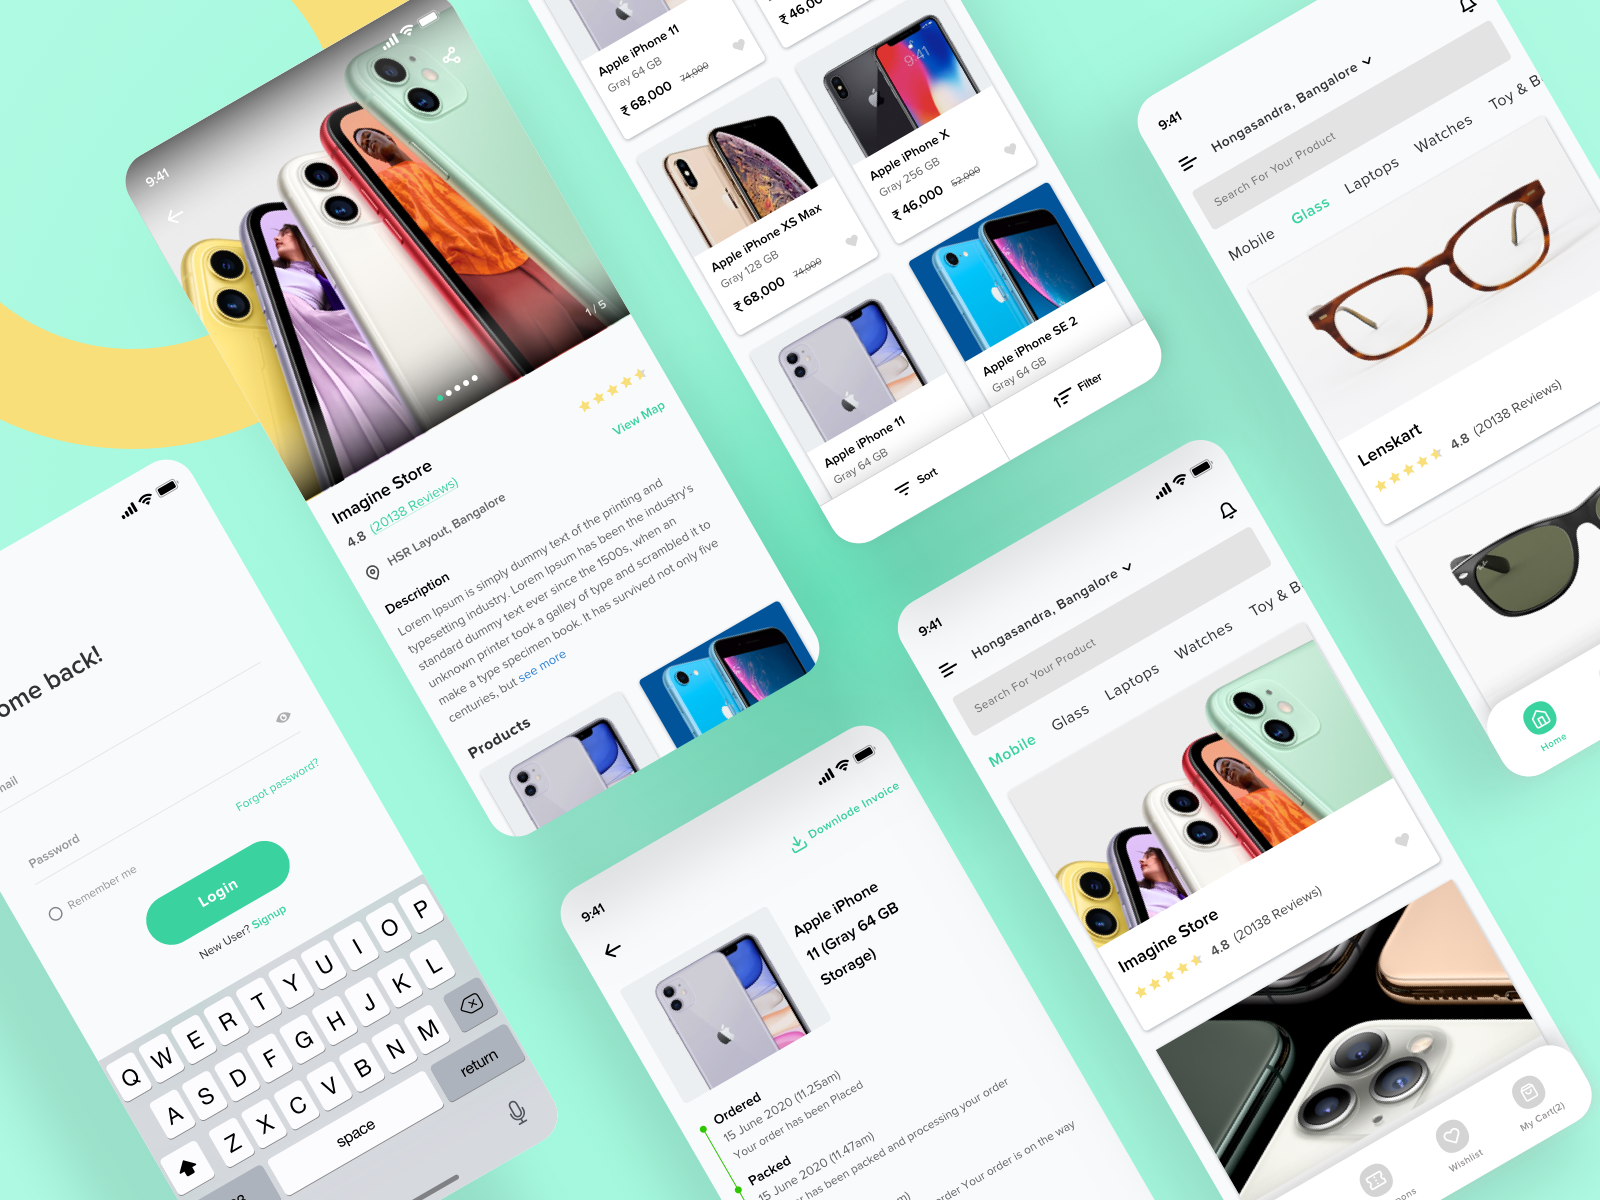 9:41
1 / 5
Imagine Store
4.8 (20138 Reviews)
View Map
HSR Layout, Bangalore
Description
Lorem Ipsum is simply dummy text of the printing and
typesetting industry. Lorem Ipsum has been the industry's
standard dummy text ever since the 1500s, when an
unknown printer took a galley of type and scrambled it to
make a type specimen book. It has survived not only five
centuries, but see more
Products
Apple iPhone 11
Gray 64 GB
₹ 68,000 74,000
₹ 46,00
Apple iPhone XS Max
Gray 128 GB
₹ 68,000 74,000
9:41
Apple iPhone X
Gray 256 GB
₹ 46,000 52,000
Apple iPhone 11
Gray 64 GB
Apple iPhone SE 2
Gray 64 GB
Sort
Filter
9:41
Hongasandra, Bangalore
Search For Your Product
Mobile Glass Laptops Watches Toy & B
Lenskart
4.8 (20138 Reviews)
Home
ome back!
mail
Password
Forgot password?
Remember me
Login
New User? Signup
Q W E R T Y U I O P
A S D F G H J K L
Z X C V B N M
space
return
9:41
Downlode Invoice
Apple iPhone
11 (Gray 64 GB
Storage)
Ordered
15 June 2020 (11.25am)
Your order has been Placed
Packed
15 June 2020 (11.47am)
has been packed and processing your order
order Your order is on the way
9:41
Hongasandra, Bangalore
Search For Your Product
Mobile Glass Laptops Watches Toy & B
Imagine Store
4.8 (20138 Reviews)
Wishlist
My Cart(2)